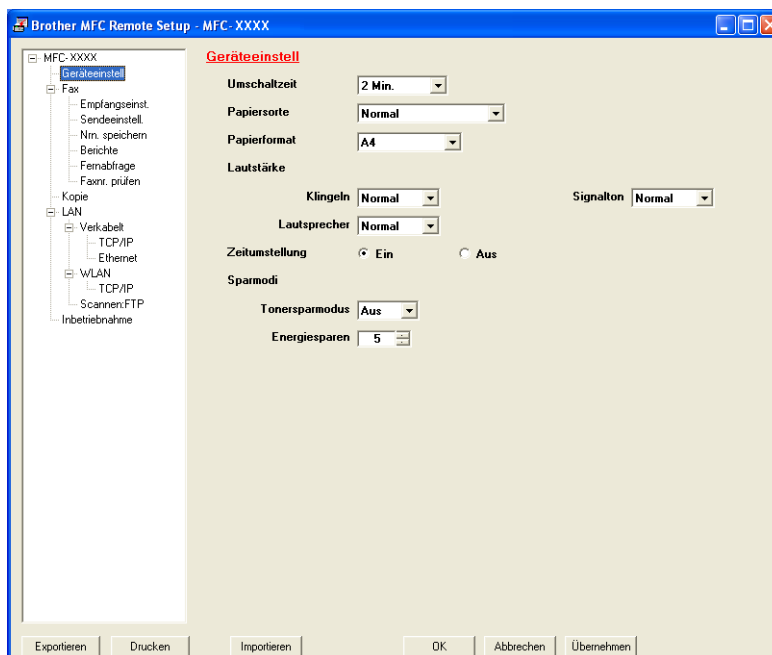 Brother MFC Remote Setup - MFC-XXXX
MFC-XXXX
Geräteeinstell
Fax
Empfangseinst.
Sendeeinstell.
Nrn. speichern
Berichte
Fernabfrage
Faxnr. prüfen
Kopie
LAN
Verkabelt
TCP/IP
Ethernet
WLAN
TCP/IP
Scannen:FTP
Inbetriebnahme
Geräteeinstell
Umschaltzeit 2 Min.
Papiersorte Normal
Papierformat A4
Lautstärke
Klingeln Normal Signalton Normal
Lautsprecher Normal
Zeitumstellung Ein Aus
Sparmodi
Tonersparmodus Aus
Energiesparen 5
Exportieren Drucken Importieren OK Abbrechen Übernehmen